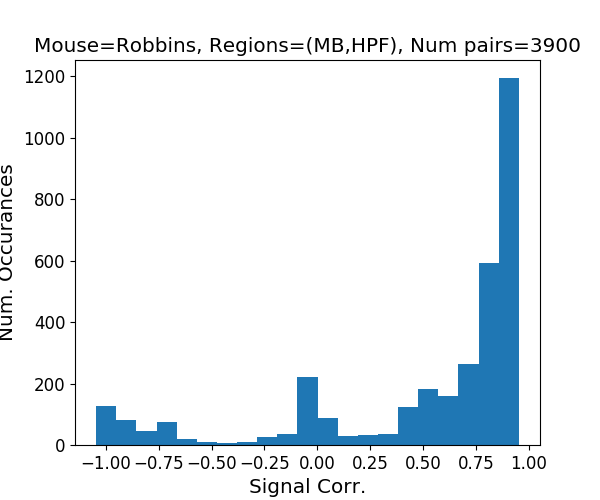 Mouse=Robbins, Regions=(MB,HPF), Num pairs=3900
1200
1000
800
600
400
200
0
Num. Occurances
−1.00 −0.75 −0.50 −0.25 0.00 0.25 0.50 0.75 1.00
Signal Corr.